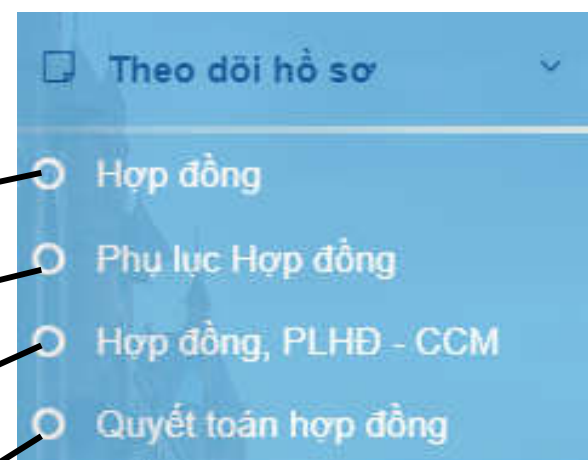 Theo dõi hồ sơ
Hợp đồng
Phụ lục Hợp đồng
Hợp đồng, PLHĐ - CCM
Quyết toán hợp đồng